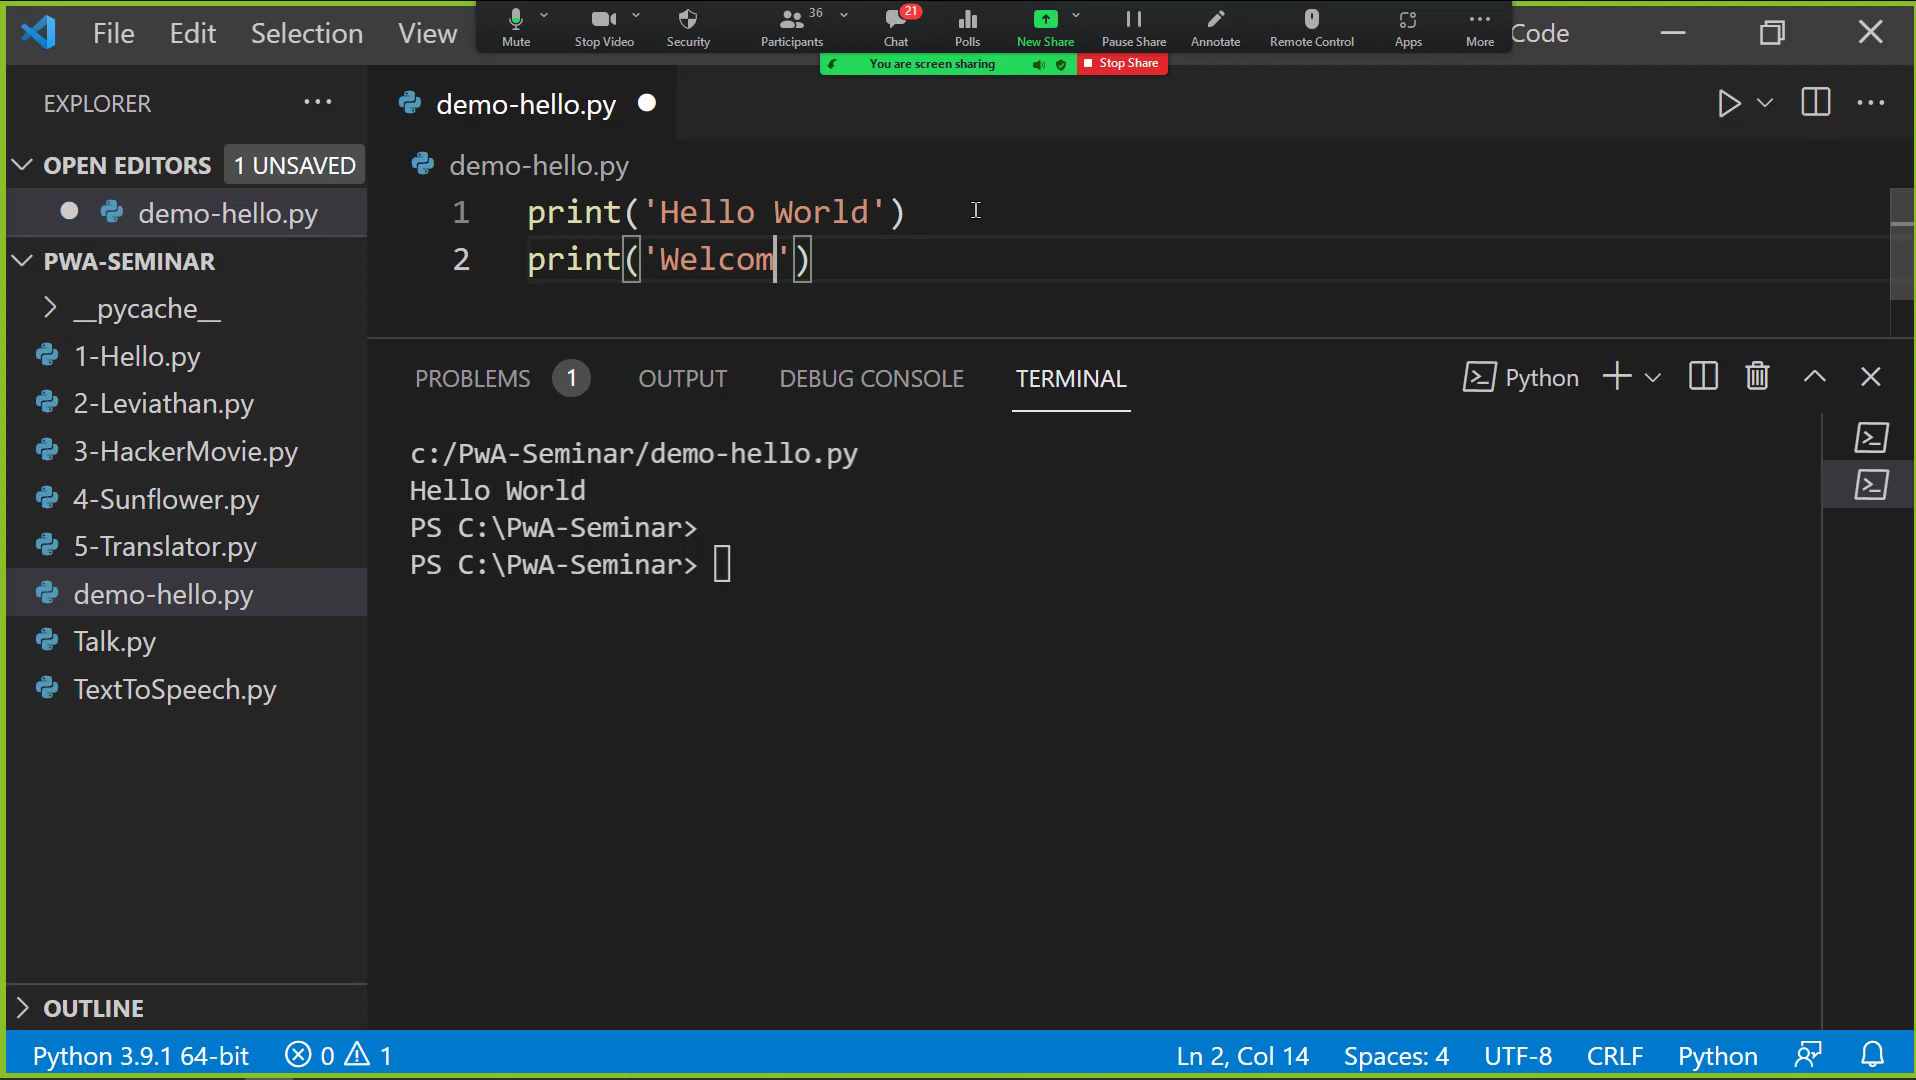 File Edit Selection View
Mute
Stop Video
Security
Participants 36
Chat 21
Polls
New Share
Pause Share
Annotate
Remote Control
Apps
More
Code
You are screen sharing
Stop Share
EXPLORER
demo-hello.py
OPEN EDITORS 1 UNSAVED
demo-hello.py
demo-hello.py
1 print('Hello World')
2 print('Welcom')
PWA-SEMINAR
__pycache__
1-Hello.py
2-Leviathan.py
3-HackerMovie.py
4-Sunflower.py
5-Translator.py
demo-hello.py
Talk.py
TextToSpeech.py
PROBLEMS 1 OUTPUT DEBUG CONSOLE TERMINAL
Python
c:/PwA-Seminar/demo-hello.py
Hello World
PS C:\PwA-Seminar>
PS C:\PwA-Seminar>
OUTLINE
Python 3.9.1 64-bit 0 1 Ln 2, Col 14 Spaces: 4 UTF-8 CRLF Python